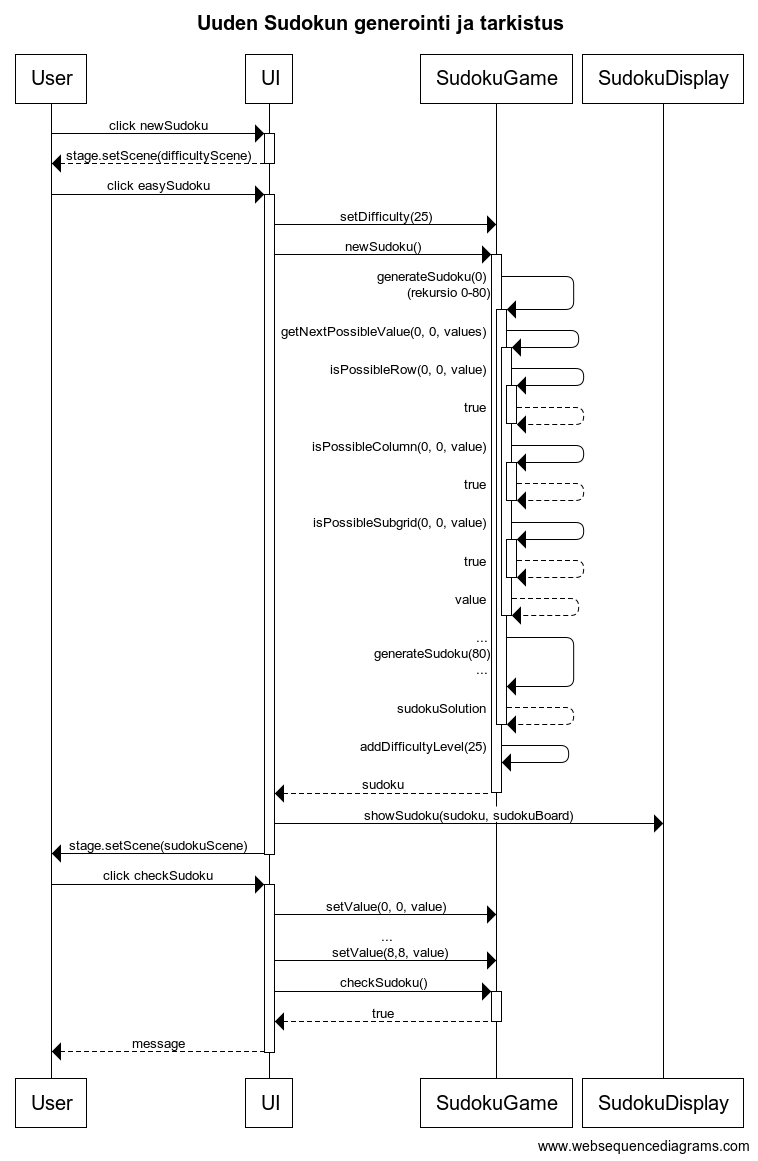 Uuden Sudokun generointi ja tarkistus
User
UI
SudokuGame
SudokuDisplay
click newSudoku
stage.setScene(difficultyScene)
click easySudoku
setDifficulty(25)
newSudoku()
generateSudoku(0)
(rekursio 0-80)
getNextPossibleValue(0, 0, values)
isPossibleRow(0, 0, value)
true
isPossibleColumn(0, 0, value)
true
isPossibleSubgrid(0, 0, value)
true
value
...
generateSudoku(80)
...
sudokuSolution
addDifficultyLevel(25)
sudoku
showSudoku(sudoku, sudokuBoard)
stage.setScene(sudokuScene)
click checkSudoku
setValue(0, 0, value)
...
setValue(8,8, value)
checkSudoku()
true
message
User
UI
SudokuGame
SudokuDisplay
www.websequencediagrams.com